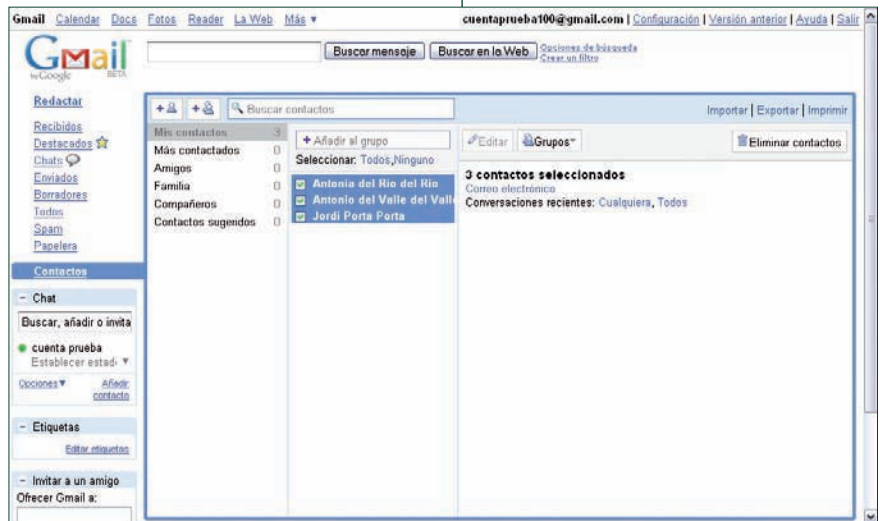 Gmail Calendar Docs Fotos Reader La Web Más ▼
cuentaprueba100@gmail.com | Configuración | Versión anterior | Ayuda | Salir
Gmail
by Google BETA
Buscar mensaje Buscar en la Web Opciones de búsqueda
Crear un filtro
Redactar
Recibidos
Destacados
Chats
Enviados
Borradores
Todos
Spam
Papelera
Contactos
− Chat
Buscar, añadir o invita
cuenta prueba
Establecer estad ▼
Opciones ▼ Añadir
contacto
− Etiquetas
Editar etiquetas
− Invitar a un amigo
Ofrecer Gmail a:
Buscar contactos
Importar | Exportar | Imprimir
Mis contactos 3
Más contactados 0
Amigos 0
Familia 0
Compañeros 0
Contactos sugeridos 0
+ Añadir al grupo
Seleccionar: Todos,Ninguno
Antonia del Rio del Rio
Antonio del Valle del Valle
Jordi Porta Porta
Editar Grupos▼ Eliminar contactos
3 contactos seleccionados
Correo electrónico
Conversaciones recientes: Cualquiera, Todos